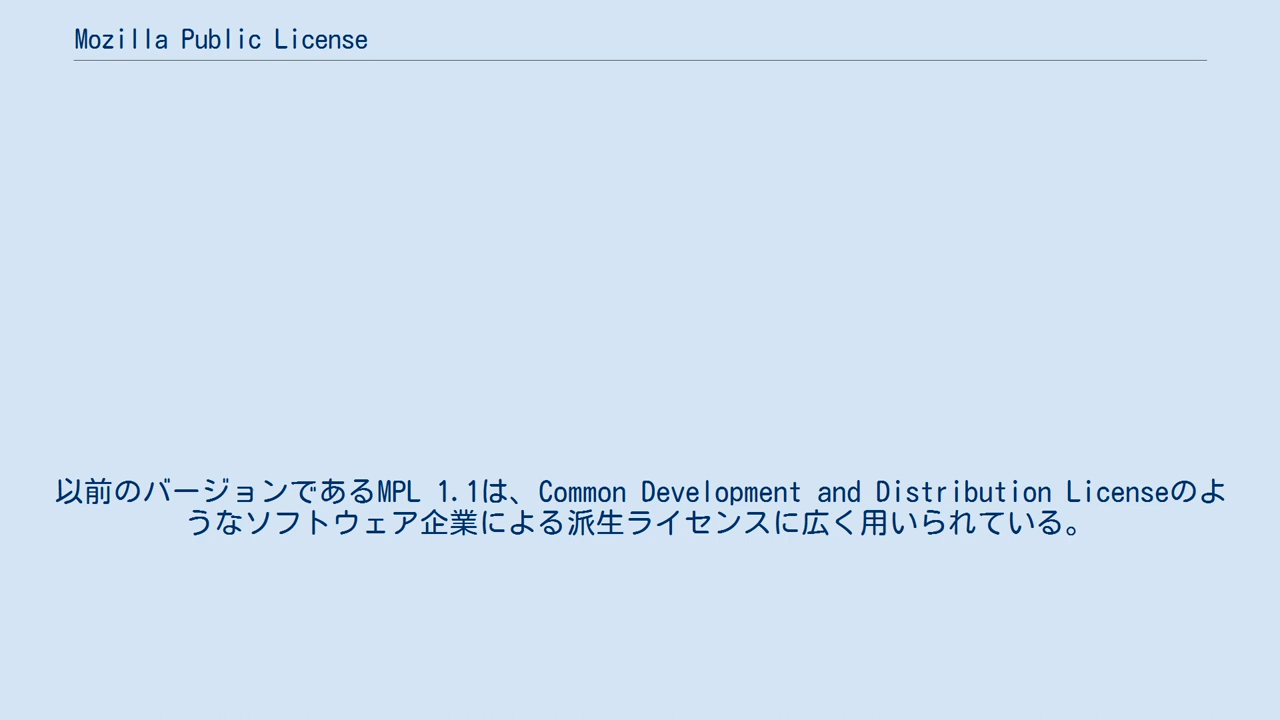 Mozilla Public License
以前のバージョンであるMPL 1.1は、Common Development and Distribution Licenseのよ
うなソフトウェア企業による派生ライセンスに広く用いられている。